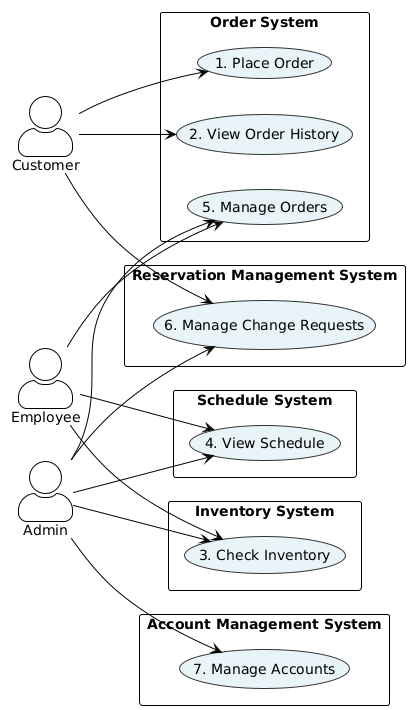 Order System
1. Place Order
2. View Order History
5. Manage Orders
Customer
Reservation Management System
6. Manage Change Requests
Employee
Schedule System
4. View Schedule
Admin
Inventory System
3. Check Inventory
Account Management System
7. Manage Accounts